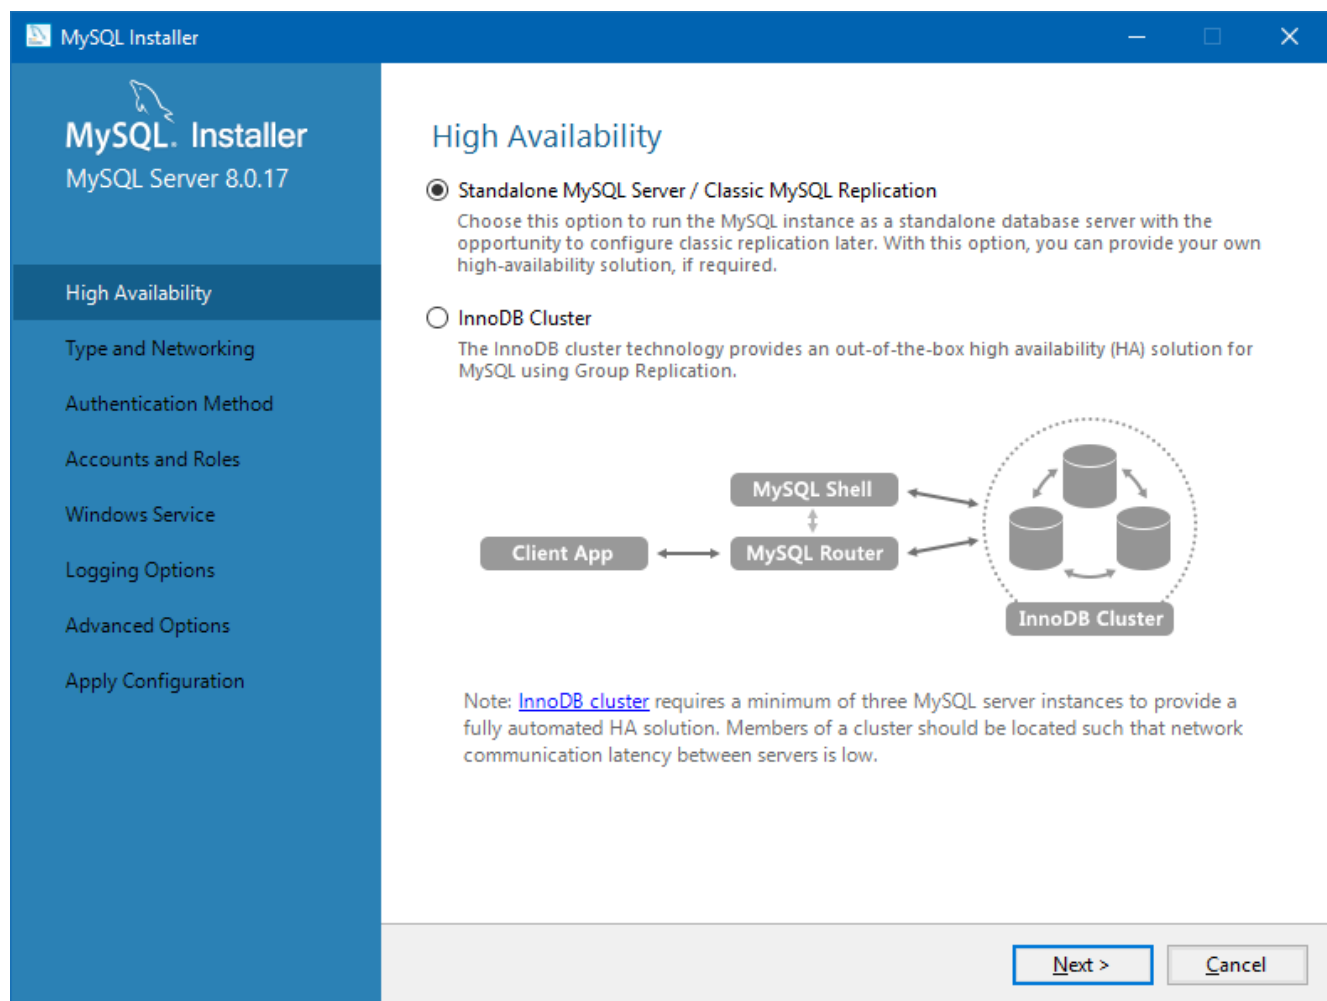 MySQL Installer
MySQL. Installer
MySQL Server 8.0.17
High Availability
Type and Networking
Authentication Method
Accounts and Roles
Windows Service
Logging Options
Advanced Options
Apply Configuration
High Availability
Standalone MySQL Server / Classic MySQL Replication
Choose this option to run the MySQL instance as a standalone database server with the
opportunity to configure classic replication later. With this option, you can provide your own
high-availability solution, if required.
InnoDB Cluster
The InnoDB cluster technology provides an out-of-the-box high availability (HA) solution for
MySQL using Group Replication.
MySQL Shell
Client App
MySQL Router
InnoDB Cluster
Note: InnoDB cluster requires a minimum of three MySQL server instances to provide a
fully automated HA solution. Members of a cluster should be located such that network
communication latency between servers is low.
Next >
Cancel